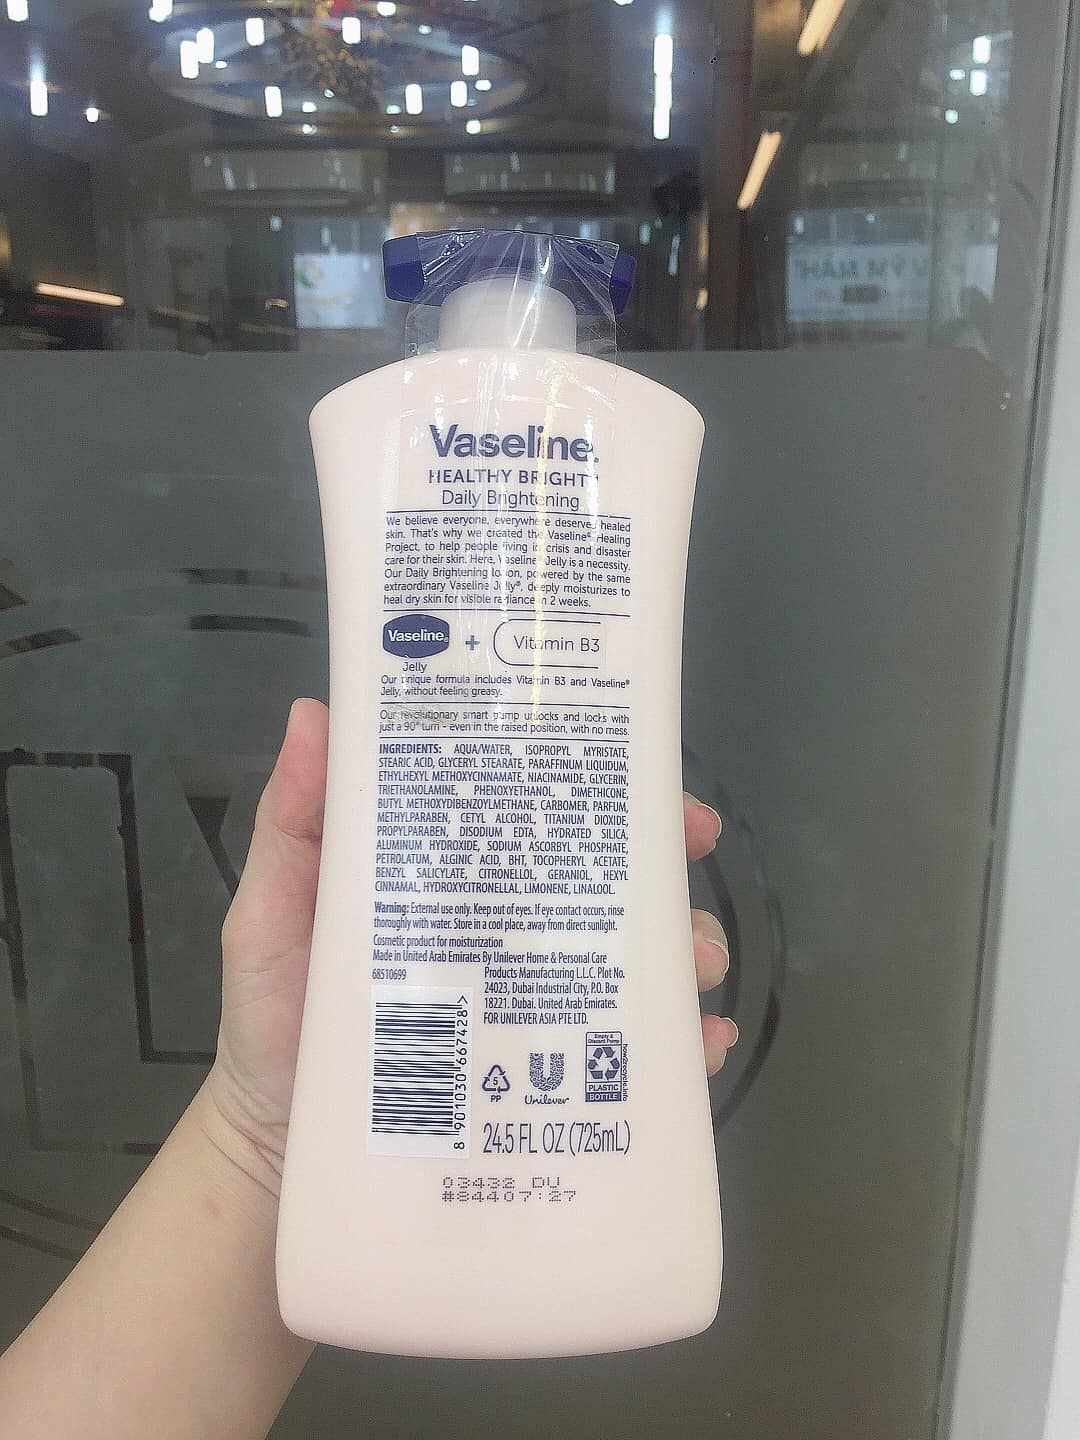 Vaseline
HEALTHY BRIGHT
Daily Brightening
We believe everyone, everywhere deserves healed
skin. That's why we created the Vaseline® Healing
Project, to help people living in crisis and disaster
care for their skin. Here, Vaseline® Jelly is a necessity.
Our Daily Brightening lotion, powered by the same
extraordinary Vaseline Jelly®, deeply moisturizes to
heal dry skin for visible radiance in 2 weeks.
Vaseline + Vitamin B3
Jelly
Our unique formula includes Vitamin B3 and Vaseline®
Jelly, without feeling greasy.
Our revolutionary smart pump unlocks and locks with
just a 90° turn - even in the raised position, with no mess.
INGREDIENTS: AQUA/WATER, ISOPROPYL MYRISTATE,
STEARIC ACID, GLYCERYL STEARATE, PARAFFINUM LIQUIDUM,
ETHYLHEXYL METHOXYCINNAMATE, NIACINAMIDE, GLYCERIN,
TRIETHANOLAMINE, PHENOXYETHANOL, DIMETHICONE,
BUTYL METHOXYDIBENZOYLMETHANE, CARBOMER, PARFUM,
METHYLPARABEN, CETYL ALCOHOL, TITANIUM DIOXIDE,
PROPYLPARABEN, DISODIUM EDTA, HYDRATED SILICA,
ALUMINUM HYDROXIDE, SODIUM ASCORBYL PHOSPHATE,
PETROLATUM, ALGINIC ACID, BHT, TOCOPHERYL ACETATE,
BENZYL SALICYLATE, CITRONELLOL, GERANIOL, HEXYL
CINNAMAL, HYDROXYCITRONELLAL, LIMONENE, LINALOOL.
Warning: External use only. Keep out of eyes. If eye contact occurs, rinse
thoroughly with water. Store in a cool place, away from direct sunlight.
Cosmetic product for moisturization
Made in United Arab Emirates By Unilever Home & Personal Care
68510699
Products Manufacturing L.L.C. Plot No.
24023, Dubai Industrial City, P.O. Box
18221. Dubai. United Arab Emirates.
FOR UNILEVER ASIA PTE LTD.
8 901030 667428 >
5
PP
Unilever
Empty &
Discard Pump
PLASTIC
BOTTLE
how2recycle.info
24.5 FL OZ (725mL)
03432 DU
#84407:27